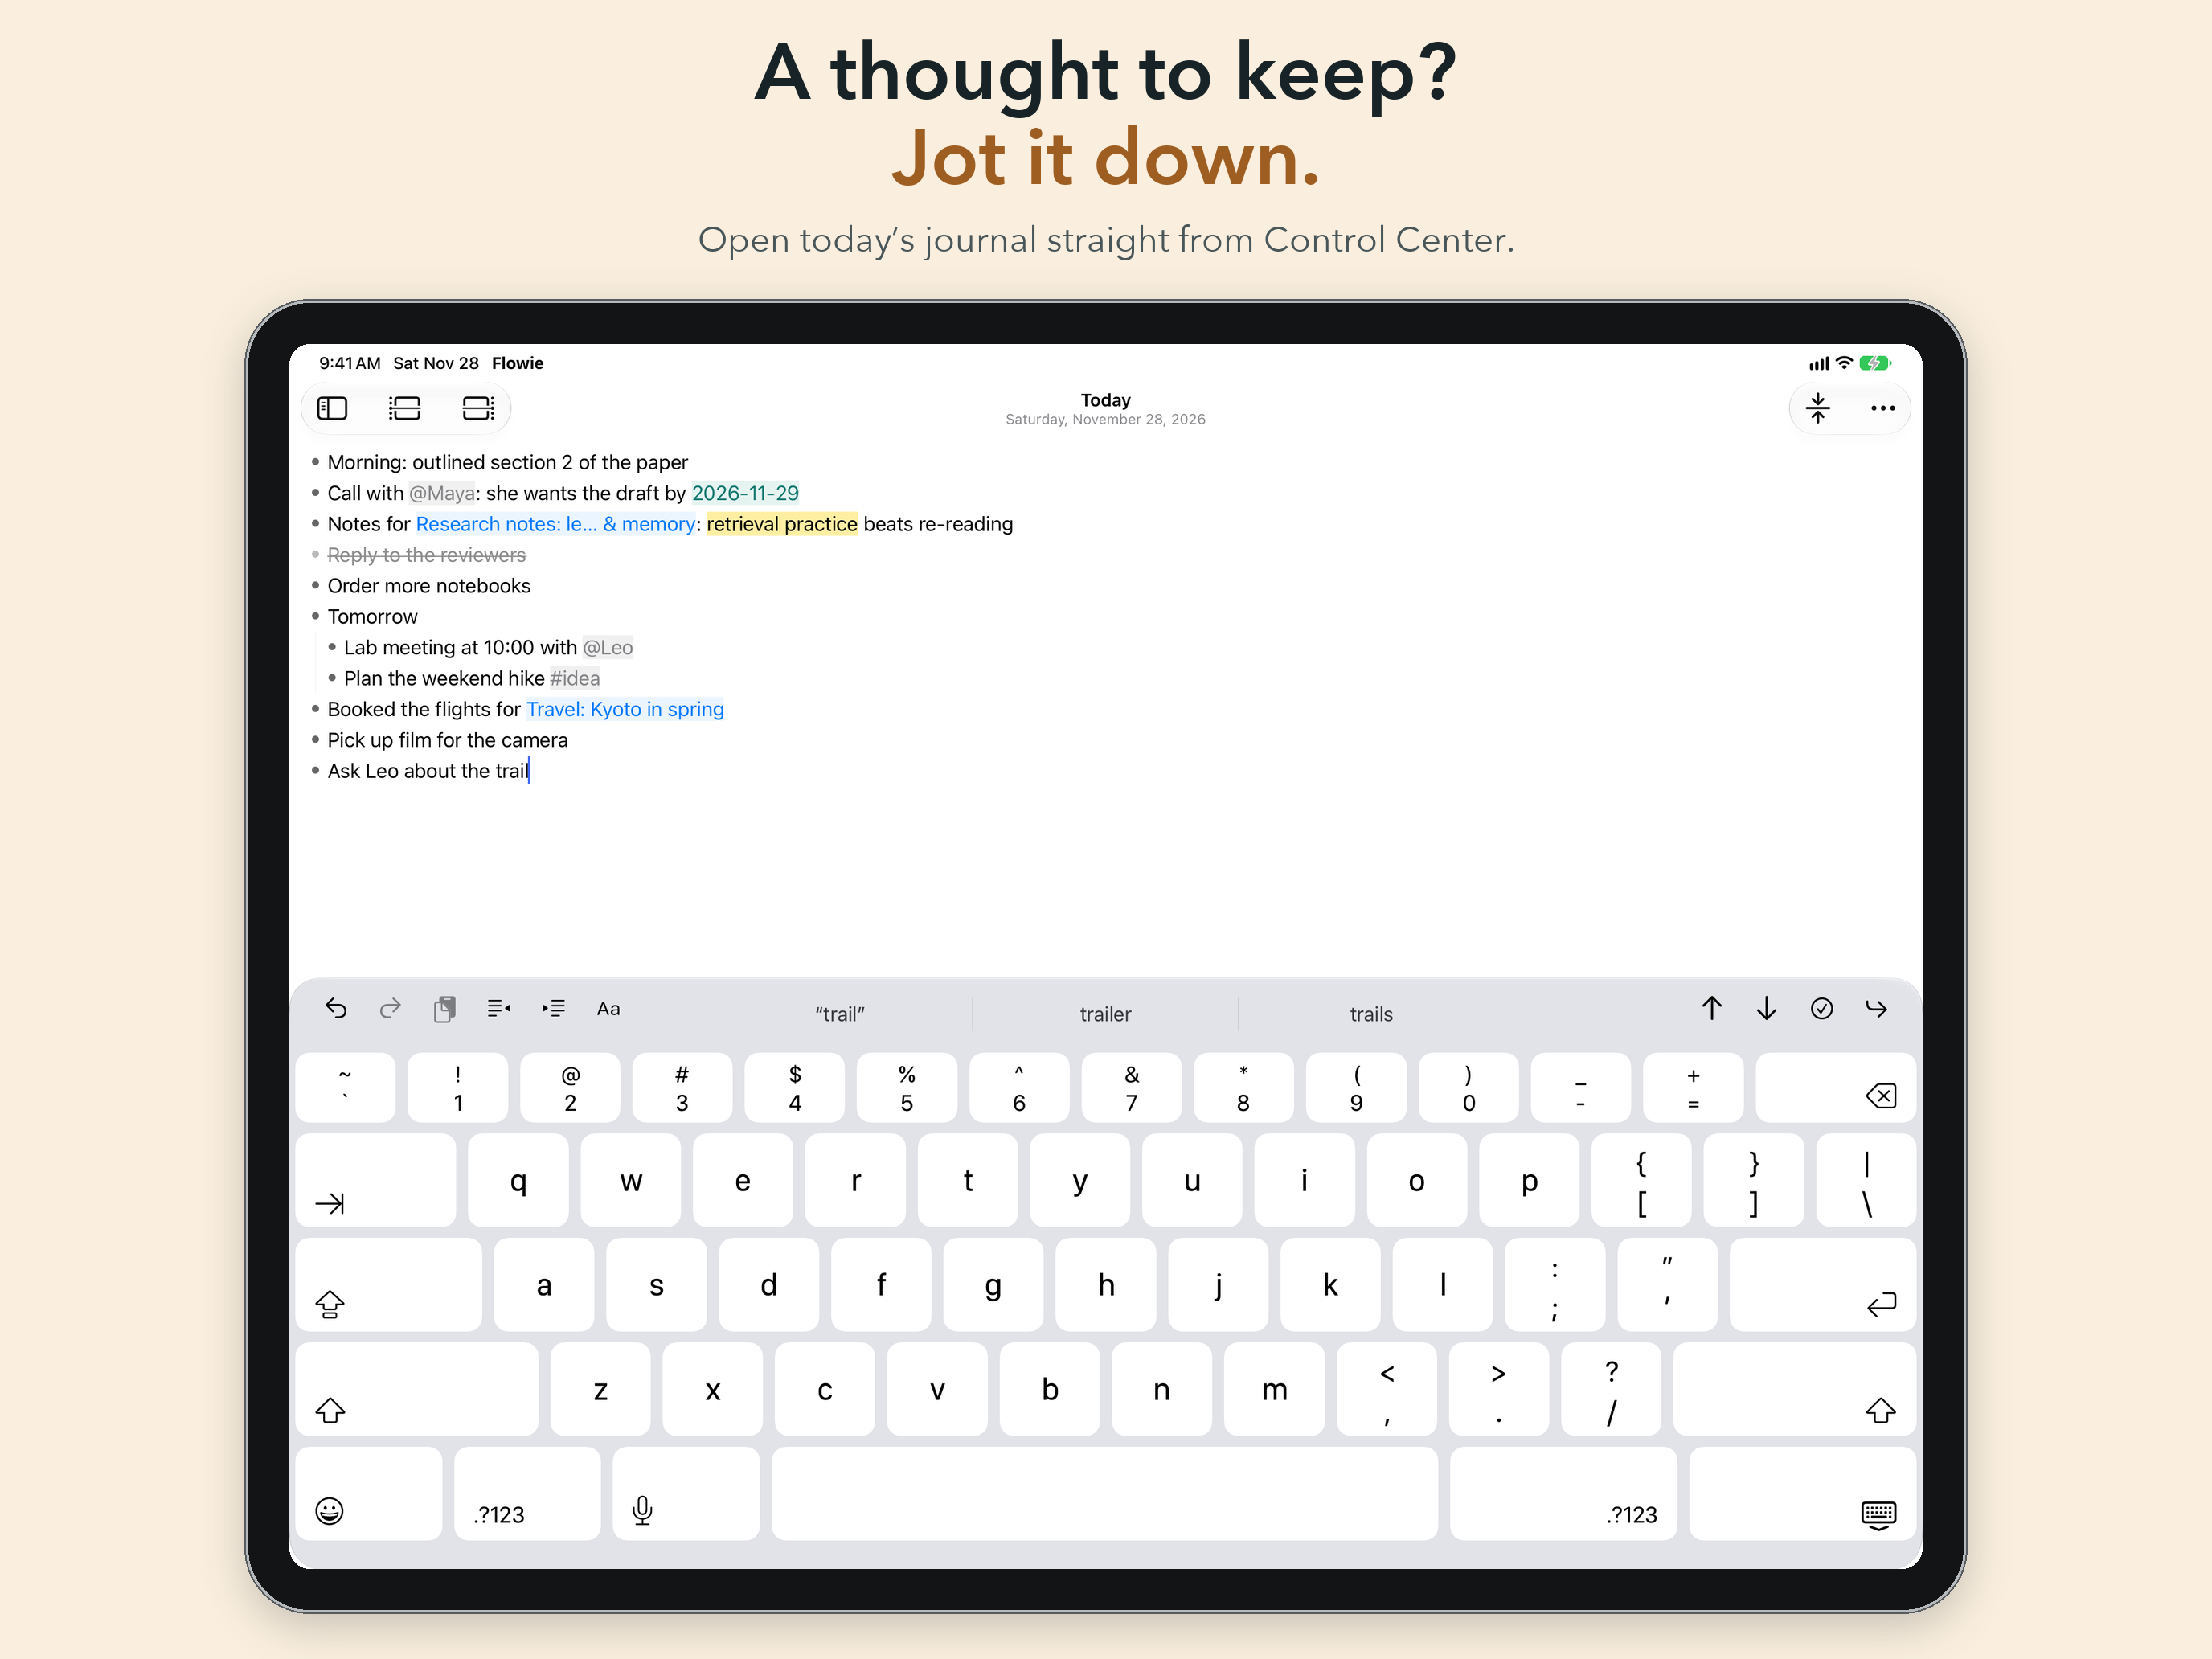 A thought to keep?
Jot it down.
Open today’s journal straight from Control Center.
9:41 AM Sat Nov 28 Flowie
Today
Saturday, November 28, 2026
• Morning: outlined section 2 of the paper
• Call with @Maya: she wants the draft by 2026-11-29
• Notes for Research notes: le... & memory: retrieval practice beats re-reading
• Reply to the reviewers
• Order more notebooks
• Tomorrow
• Lab meeting at 10:00 with @Leo
• Plan the weekend hike #idea
• Booked the flights for Travel: Kyoto in spring
• Pick up film for the camera
• Ask Leo about the trail
Aa “trail” trailer trails
~ ! @ # $ % ^ & * ( ) _ +
` 1 2 3 4 5 6 7 8 9 0 - =
q w e r t y u i o p { } |
[ ] \
a s d f g h j k l : "
; '
z x c v b n m < > ?
, . /
.?123 .?123